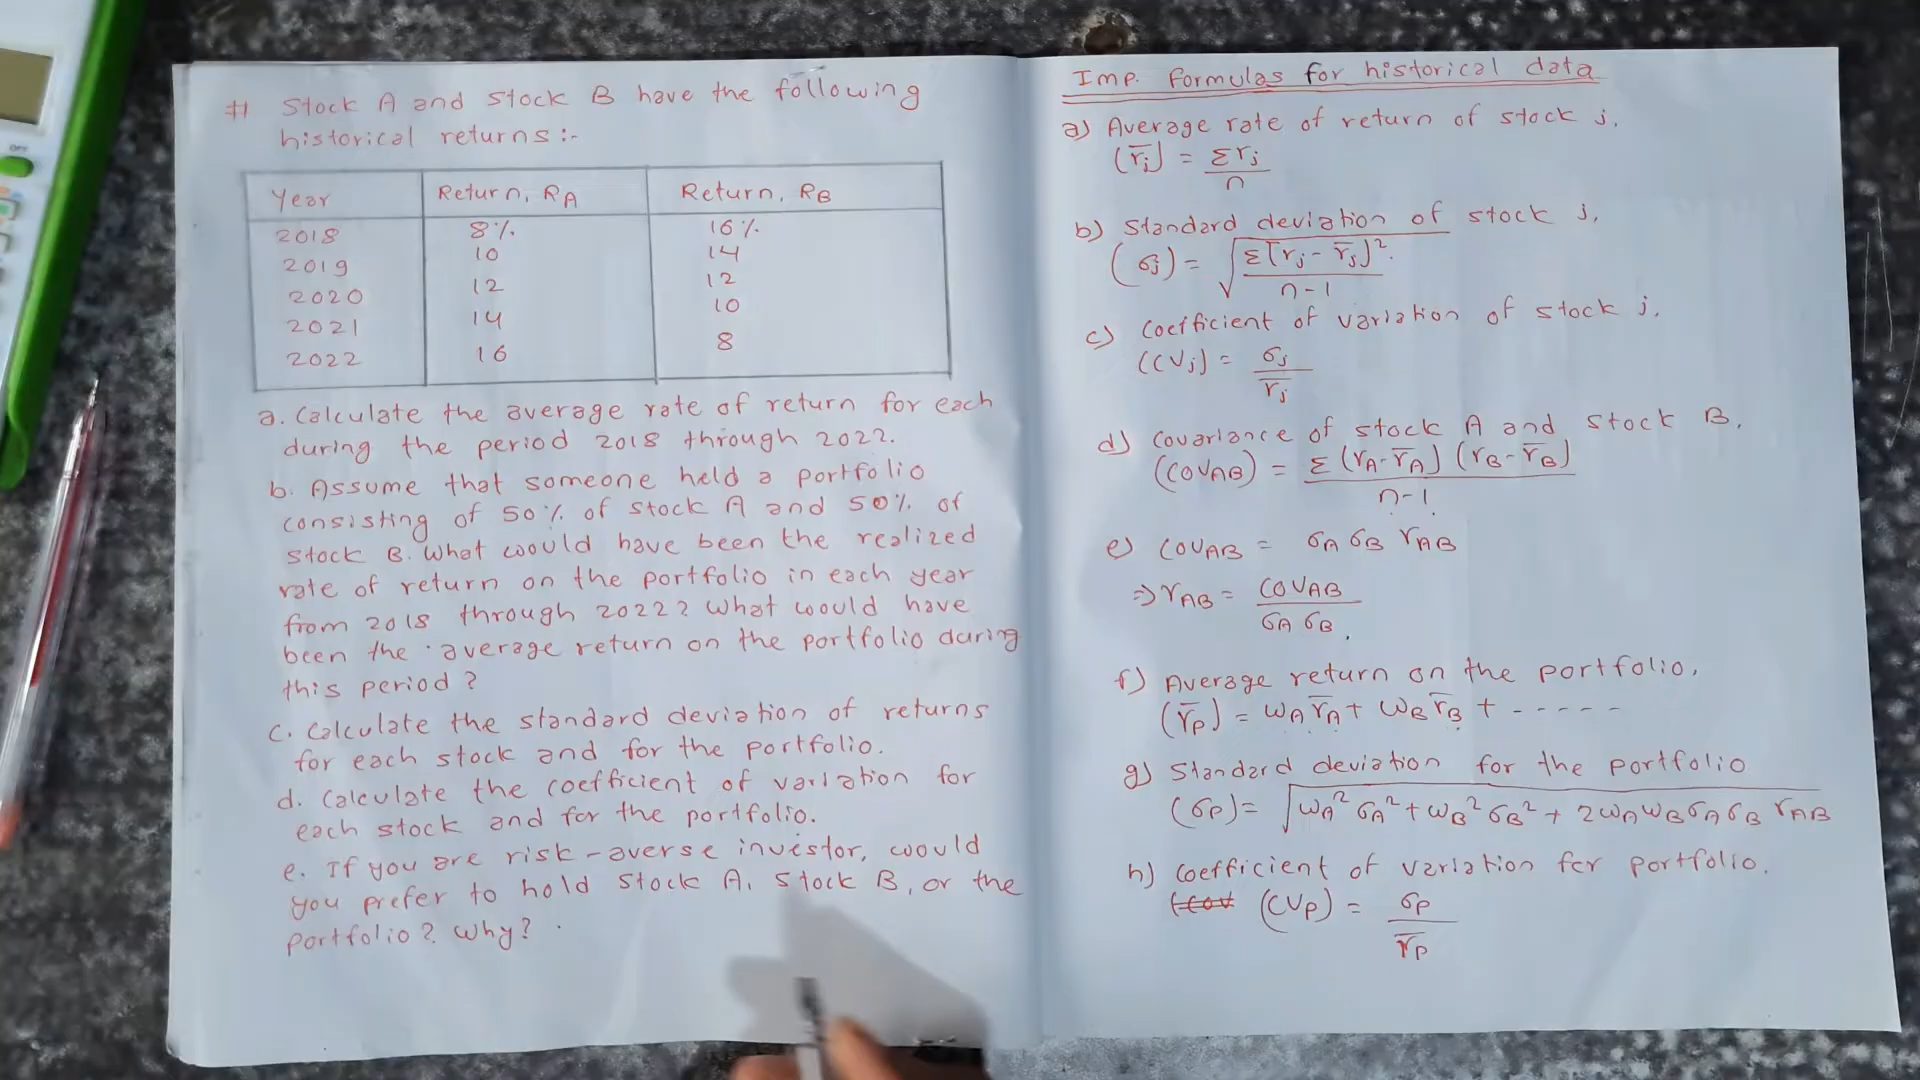 # Stock A and Stock B have the following
historical returns:-
Year Return, RA Return, RB
2018 8% 16%
2019 10 14
2020 12 12
2021 14 10
2022 16 8
a. Calculate the average rate of return for each
during the period 2018 through 2022.
b. Assume that someone held a portfolio
consisting of 50% of stock A and 50% of
stock B. What would have been the realized
rate of return on the portfolio in each year
from 2018 through 2022? What would have
been the average return on the portfolio during
this period?
c. Calculate the standard deviation of returns
for each stock and for the portfolio.
d. Calculate the coefficient of variation for
each stock and for the portfolio.
e. If you are risk-averse investor, would
you prefer to hold Stock A, Stock B, or the
portfolio? Why?
Imp. Formulas for historical data
a) Average rate of return of stock j,
(r̄j) = Σrj / n
b) Standard deviation of stock j,
(σj) = √(Σ[rj - r̄j]² / n-1)
c) Coefficient of variation of stock j,
(CVj) = σj / r̄j
d) Covariance of stock A and stock B,
(COVAB) = Σ(rA-r̄A)(rB-r̄B) / n-1
e) COVAB = σA σB rAB
⇒ rAB = COVAB / σA σB
f) Average return on the portfolio,
(r̄p) = wA r̄A + wB r̄B + -----
g) Standard deviation for the portfolio
(σp) = √(wA² σA² + wB² σB² + 2wA wB σA σB rAB)
h) Coefficient of variation for portfolio.
(CVp) = σp / r̄p